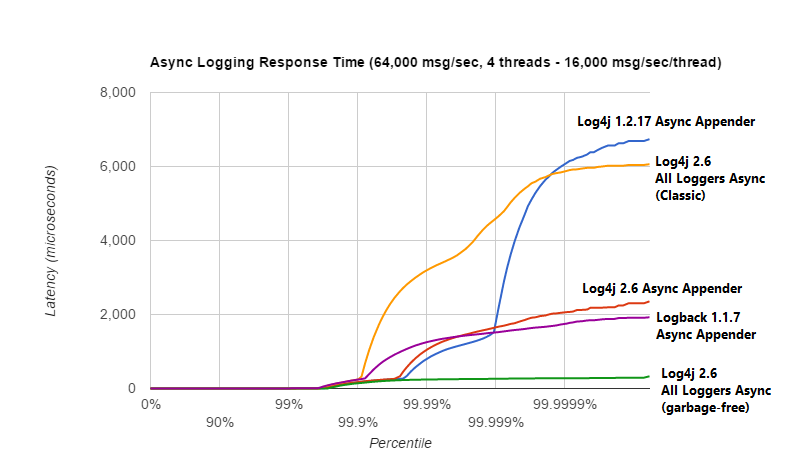 Async Logging Response Time (64,000 msg/sec, 4 threads - 16,000 msg/sec/thread)
8,000
6,000
4,000
2,000
0
Latency (microseconds)
Log4j 1.2.17 Async Appender
Log4j 2.6
All Loggers Async
(Classic)
Log4j 2.6 Async Appender
Logback 1.1.7
Async Appender
Log4j 2.6
All Loggers Async
(garbage-free)
0%
90%
99%
99.9%
99.99%
99.999%
99.9999%
Percentile